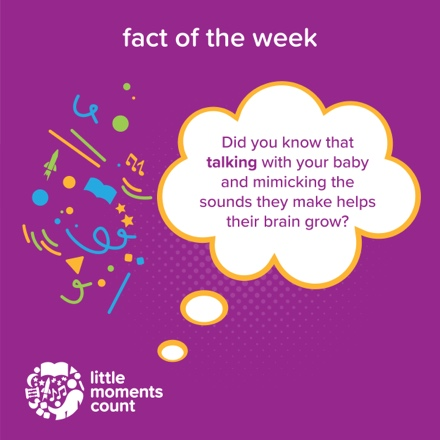 fact of the week
Did you know that
talking with your baby
and mimicking the
sounds they make helps
their brain grow?
little
moments
count